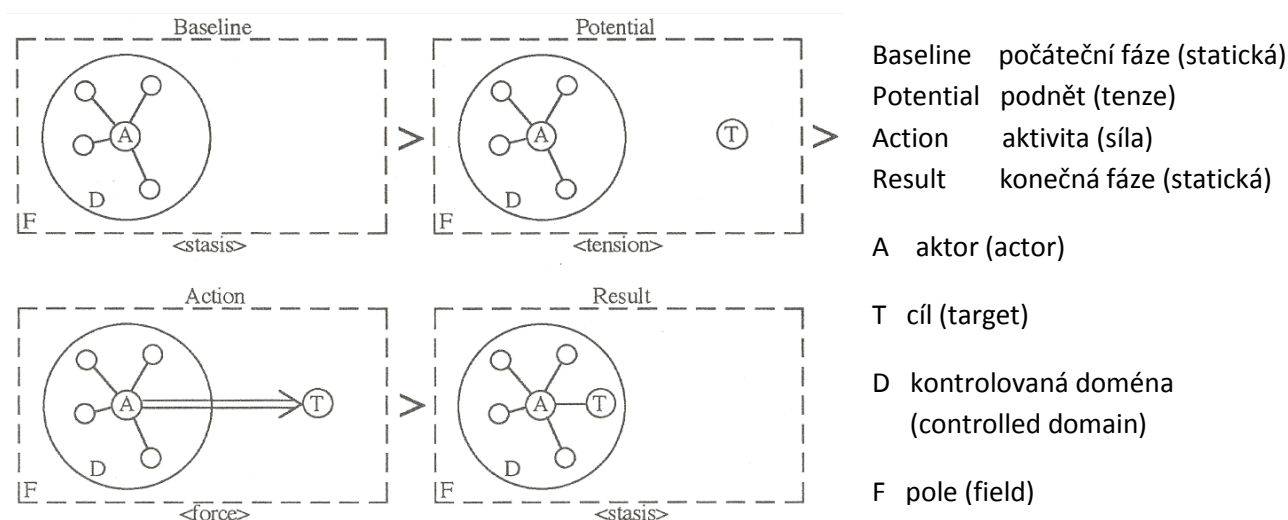 Baseline
A
D
F
<stasis>
>
Potential
A
T
D
F
<tension>
>
Action
A
T
D
F
<force>
>
Result
A
T
D
F
<stasis>
Baseline počáteční fáze (statická)
Potential podnět (tenze)
Action aktivita (síla)
Result konečná fáze (statická)
A aktor (actor)
T cíl (target)
D kontrolovaná doména
(controlled domain)
F pole (field)